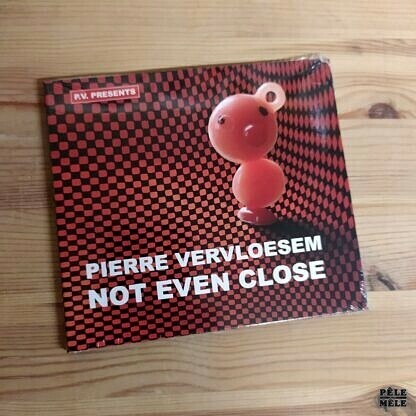 P.V. PRESENTS
PIERRE VERVLOESEM
NOT EVEN CLOSE
PÊLE
MÊLE